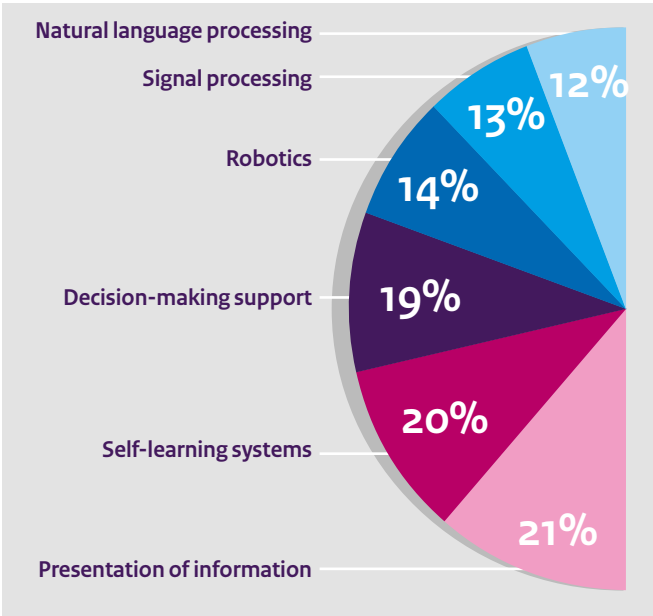 Natural language processing
12%
Signal processing
13%
Robotics
14%
Decision-making support
19%
Self-learning systems
20%
Presentation of information
21%